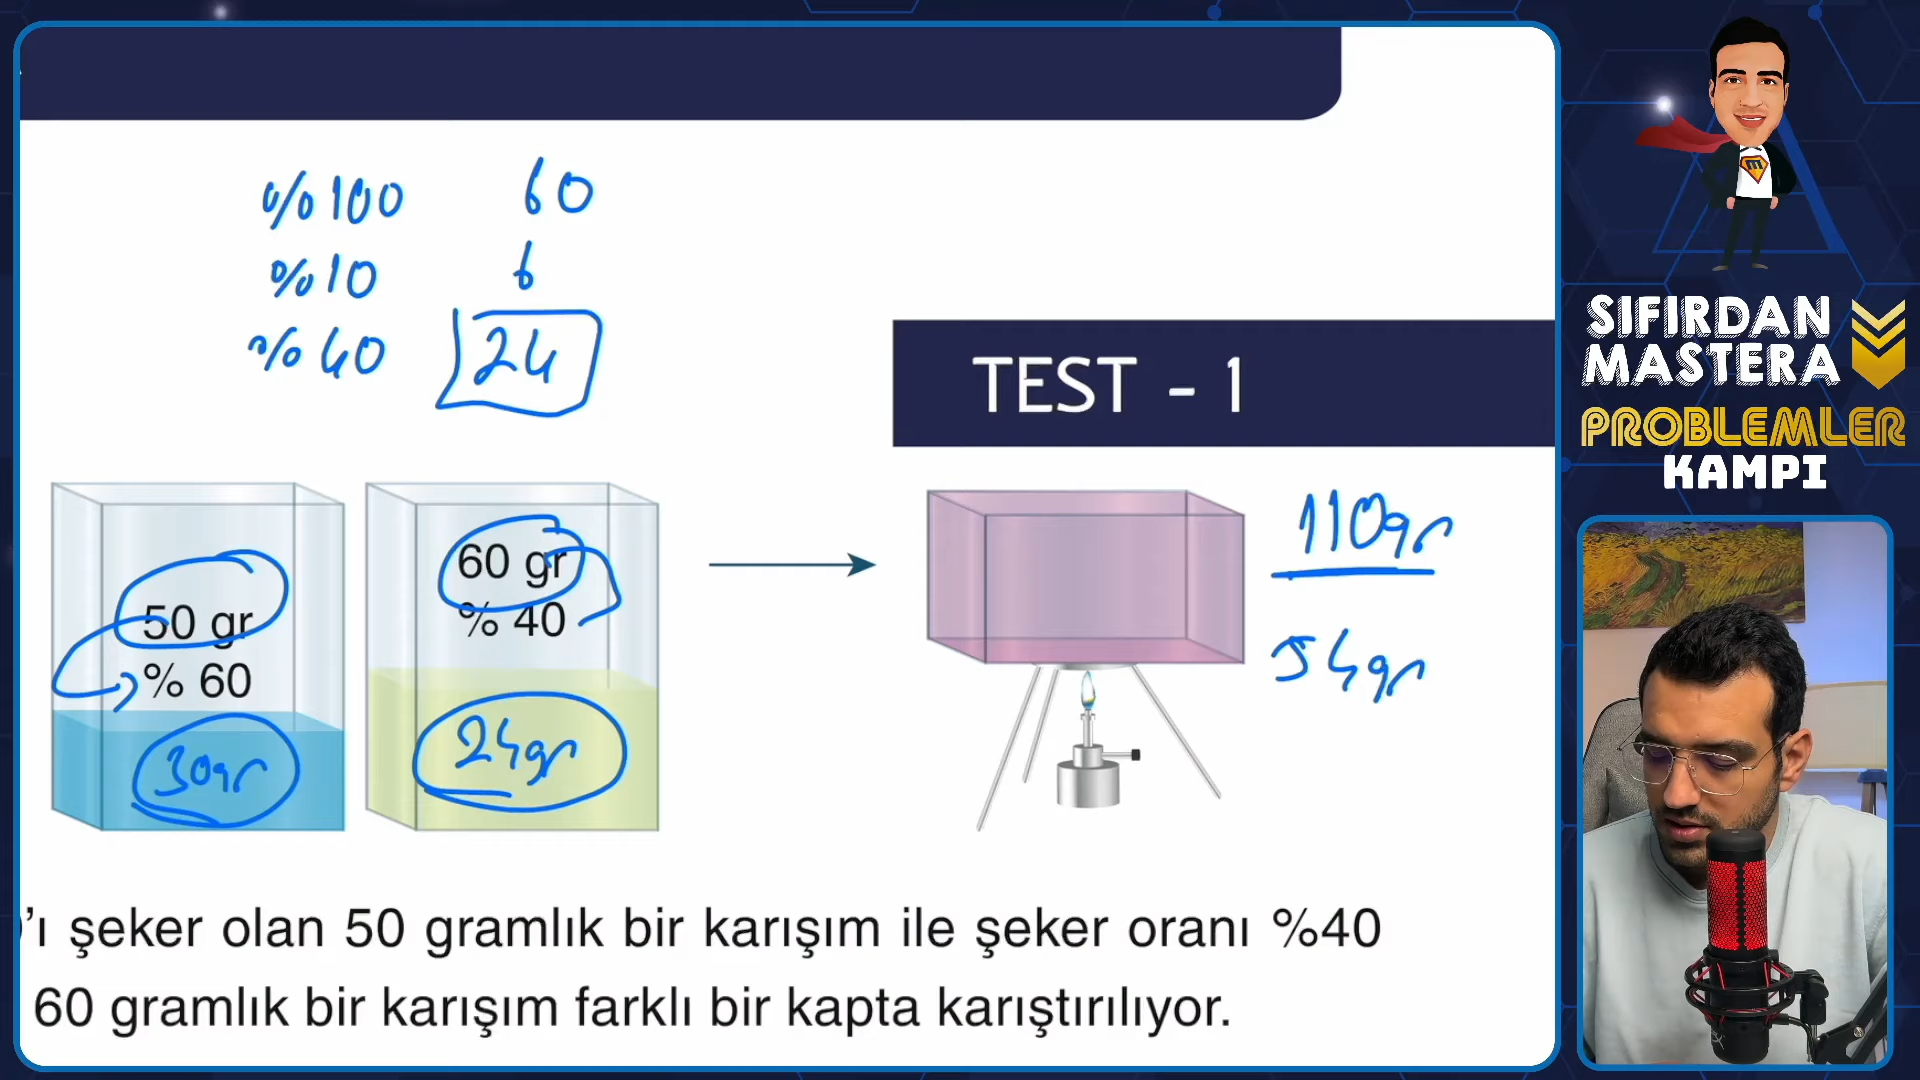 %100 60
%10 6
%40 24
TEST - 1
50 gr
% 60
30gr
60 gr
% 40
24gr
110gr
54gr
’ı şeker olan 50 gramlık bir karışım ile şeker oranı %40
60 gramlık bir karışım farklı bir kapta karıştırılıyor.
SIFIRDAN
MASTERA
PROBLEMLER
KAMPI